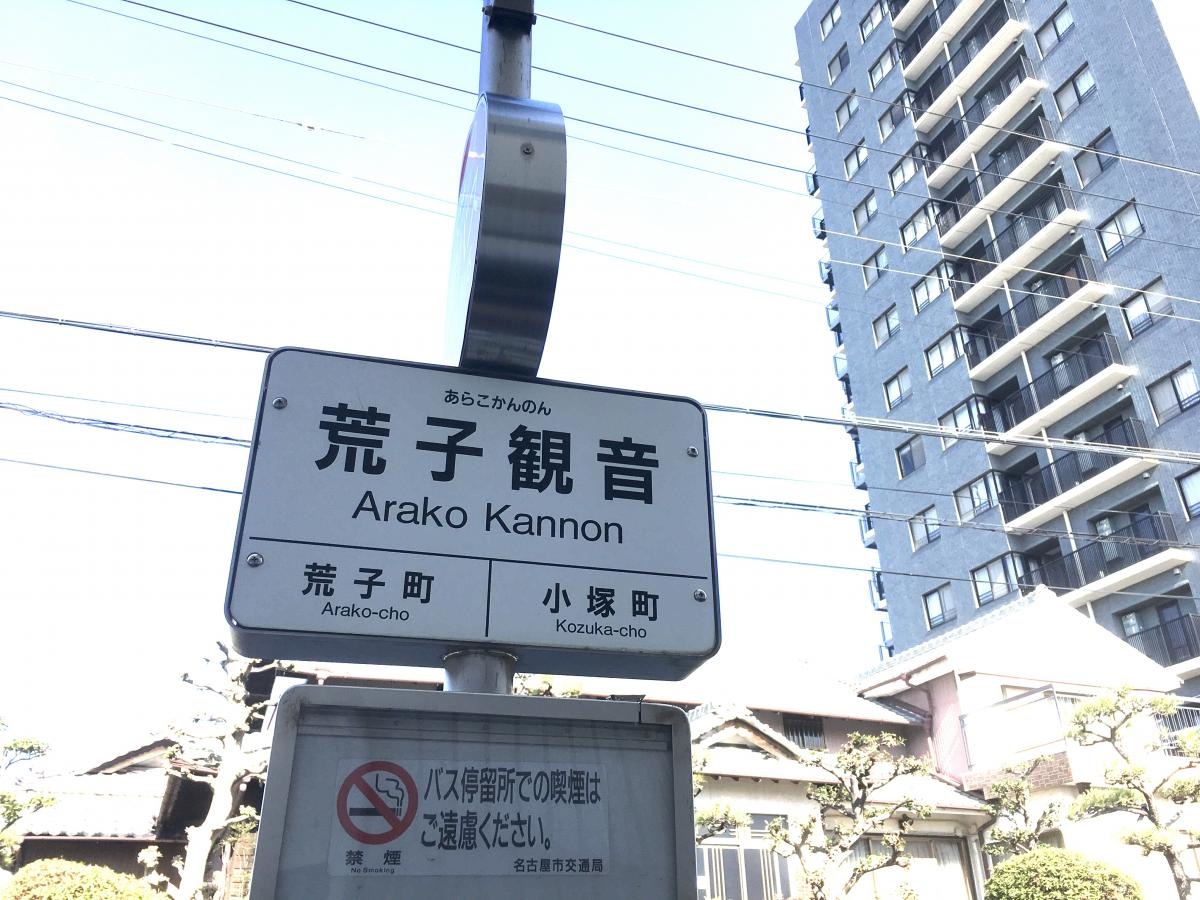 あらこかんのん
荒子観音
Arako Kannon
荒子町
Arako-cho
小塚町
Kozuka-cho
バス停留所での喫煙は
ご遠慮ください。
禁煙
No Smoking
名古屋市交通局